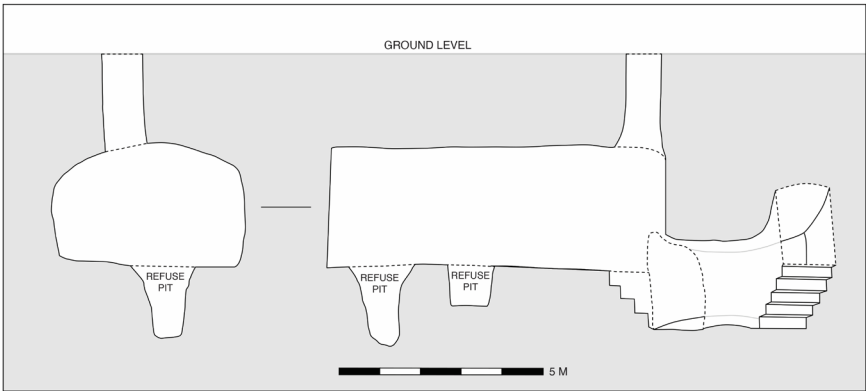 GROUND LEVEL
REFUSE
PIT
REFUSE
PIT
REFUSE
PIT
5 M